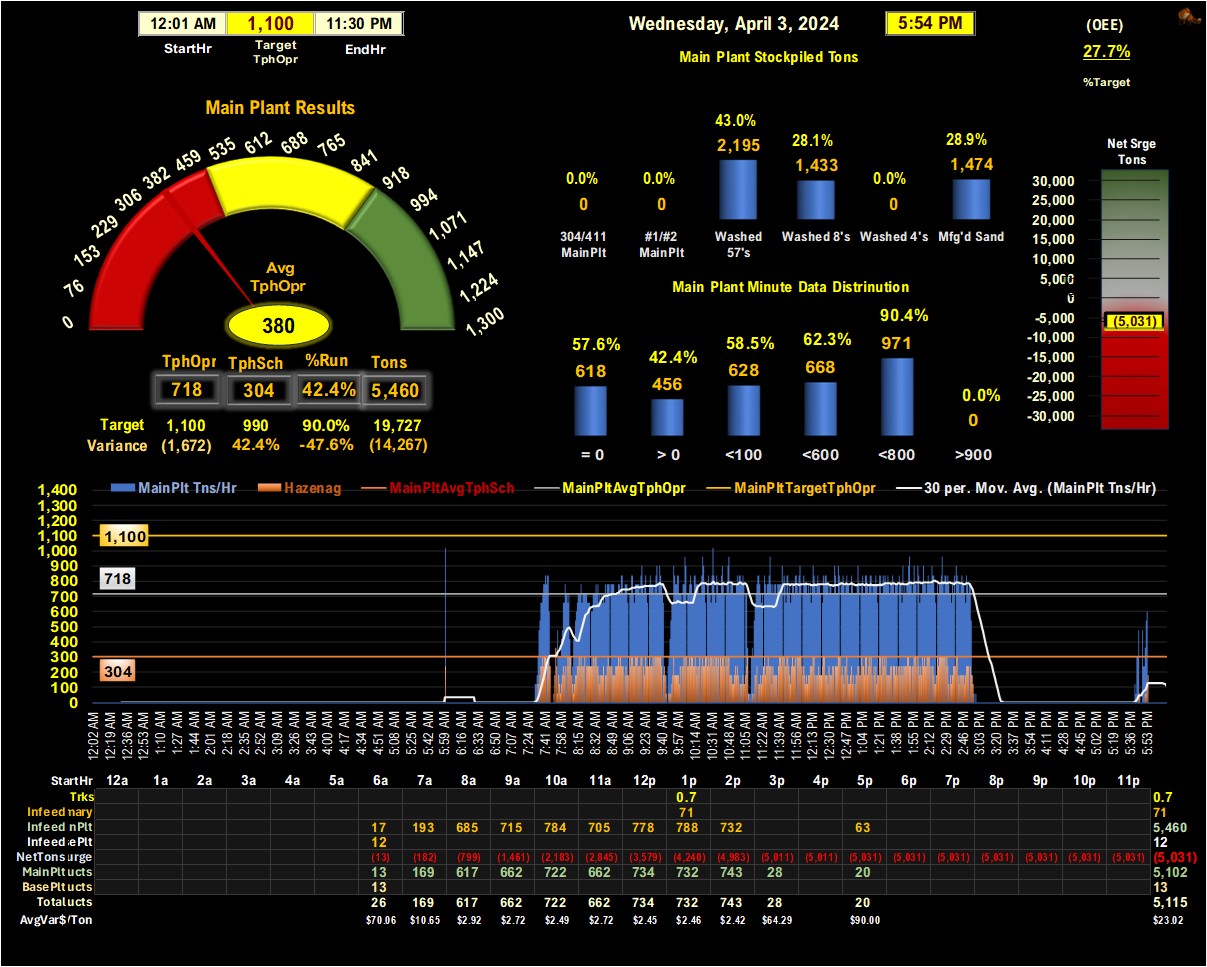 12:01 AM 1,100 11:30 PM
StartHr Target TphOpr EndHr
Wednesday, April 3, 2024 5:54 PM
Main Plant Stockpiled Tons
(OEE)
27.7%
%Target
Main Plant Results
0 76 153 229 306 382 459 535 612 688 765 841 918 994 1,071 1,147 1,224 1,300
Avg
TphOpr
380
TphOpr TphSch %Run Tons
718 304 42.4% 5,460
Target 1,100 990 90.0% 19,727
Variance (1,672) 42.4% -47.6% (14,267)
0.0% 0.0% 43.0% 28.1% 0.0% 28.9%
0 0 2,195 1,433 0 1,474
304/411 #1/#2 Washed Washed 8's Washed 4's Mfg'd Sand
MainPlt MainPlt 57's
Main Plant Minute Data Distrinution
57.6% 42.4% 58.5% 62.3% 90.4% 0.0%
618 456 628 668 971 0
= 0 > 0 <100 <600 <800 >900
Net Srge
Tons
30,000
25,000
20,000
15,000
10,000
5,000
0
-5,000
(5,031)
-10,000
-15,000
-20,000
-25,000
-30,000
MainPlt Tns/Hr Hazenag MainPltAvgTphSch MainPltAvgTphOpr MainPltTargetTphOpr 30 per. Mov. Avg. (MainPlt Tns/Hr)
1,400
1,300
1,200
1,100
1,000
900
800
700
600
500
400
300
200
100
0
1,100
718
304
12:02 AM 12:19 AM 12:36 AM 12:53 AM 1:10 AM 1:27 AM 1:44 AM 2:01 AM 2:18 AM 2:35 AM 2:52 AM 3:09 AM 3:26 AM 3:43 AM 4:00 AM 4:17 AM 4:34 AM 4:51 AM 5:08 AM 5:25 AM 5:42 AM 5:59 AM 6:16 AM 6:33 AM 6:50 AM 7:07 AM 7:24 AM 7:41 AM 7:58 AM 8:15 AM 8:32 AM 8:49 AM 9:06 AM 9:23 AM 9:40 AM 9:57 AM 10:14 AM 10:31 AM 10:48 AM 11:05 AM 11:22 AM 11:39 AM 11:56 AM 12:13 PM 12:30 PM 12:47 PM 1:04 PM 1:21 PM 1:38 PM 1:55 PM 2:12 PM 2:29 PM 2:46 PM 3:03 PM 3:20 PM 3:37 PM 3:54 PM 4:11 PM 4:28 PM 4:45 PM 5:02 PM 5:19 PM 5:36 PM 5:53 PM
StartHr 12a 1a 2a 3a 4a 5a 6a 7a 8a 9a 10a 11a 12p 1p 2p 3p 4p 5p 6p 7p 8p 9p 10p 11p
Trks 0.7 0.7
Infeed mary 71 71
Infeed nPlt 17 193 685 715 784 705 778 788 732 63 5,460
Infeed ePlt 12 12
NetTons urge (13) (182) (799) (1,461) (2,183) (2,845) (3,579) (4,240) (4,983) (5,011) (5,011) (5,031) (5,031) (5,031) (5,031) (5,031) (5,031) (5,031) (5,031)
MainPlt ucts 13 169 617 662 722 662 734 732 743 28 20 5,102
BasePlt ucts 13 13
Total ucts 26 169 617 662 722 662 734 732 743 28 20 5,115
AvgVar$/Ton $70.06 $10.65 $2.92 $2.72 $2.49 $2.72 $2.45 $2.46 $2.42 $64.29 $90.00 $23.02